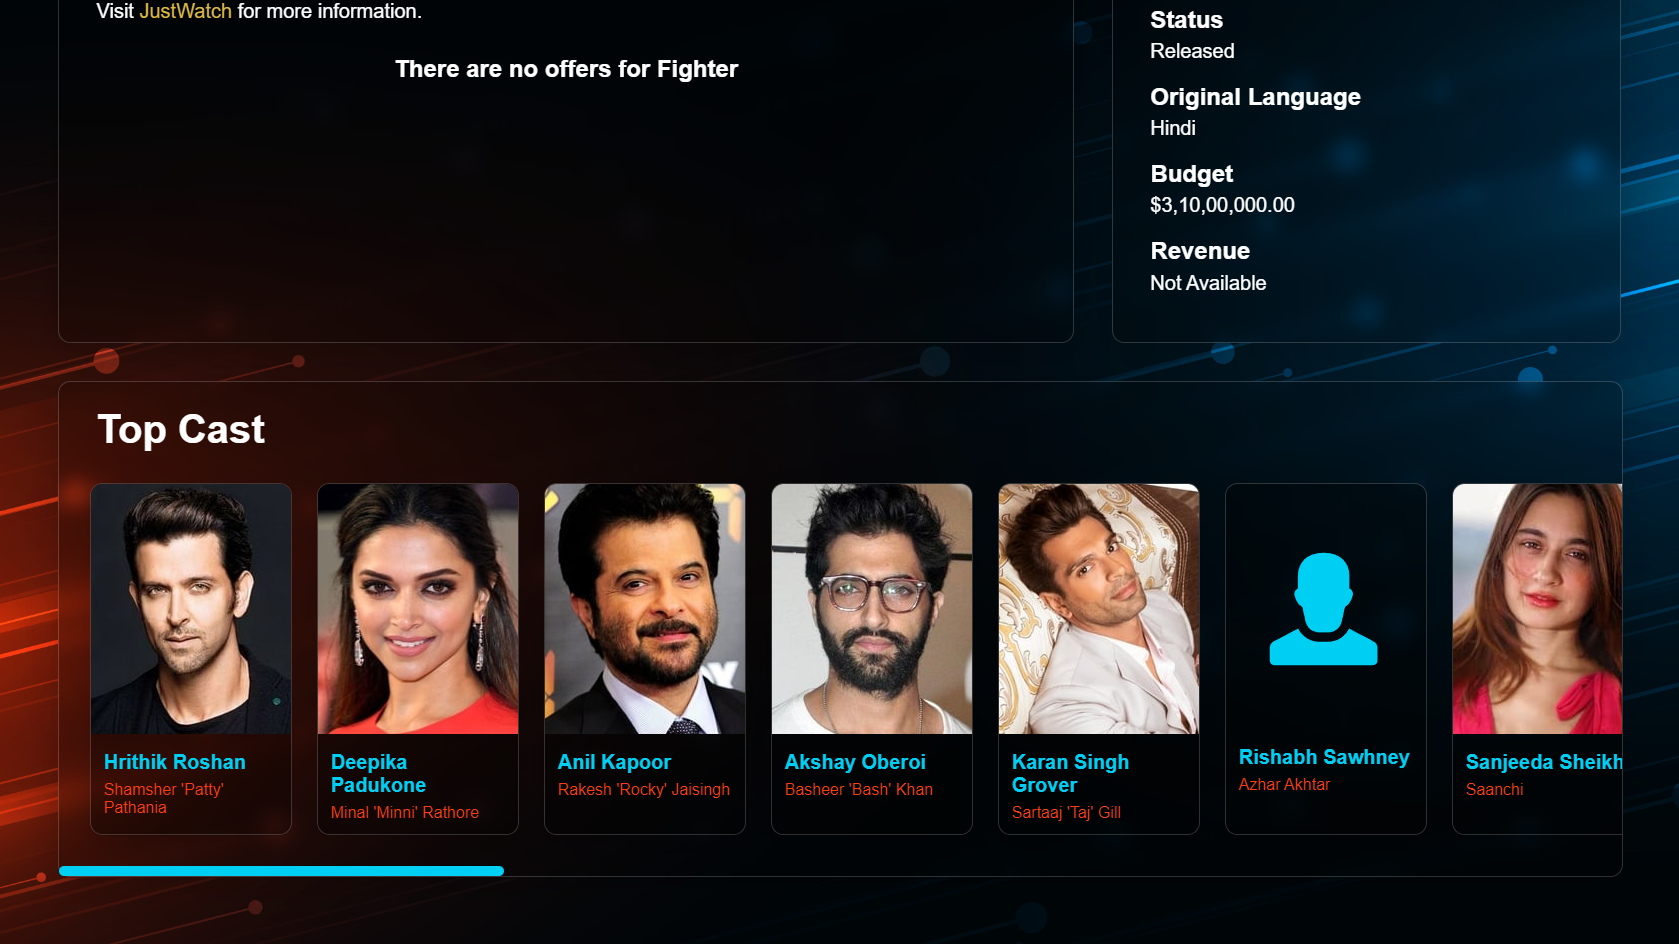 Visit JustWatch for more information.
There are no offers for Fighter
Status
Released
Original Language
Hindi
Budget
$3,10,00,000.00
Revenue
Not Available
Top Cast
Hrithik Roshan
Shamsher 'Patty'
Pathania
Deepika
Padukone
Minal 'Minni' Rathore
Anil Kapoor
Rakesh 'Rocky' Jaisingh
Akshay Oberoi
Basheer 'Bash' Khan
Karan Singh
Grover
Sartaaj 'Taj' Gill
Rishabh Sawhney
Azhar Akhtar
Sanjeeda Sheikh
Saanchi